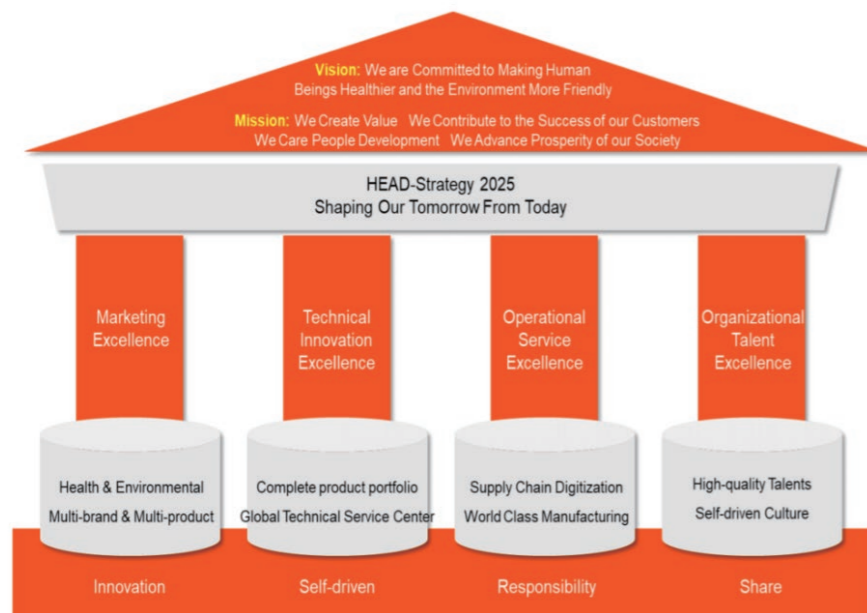 Vision: We are Committed to Making Human
Beings Healthier and the Environment More Friendly
Mission: We Create Value We Contribute to the Success of our Customers
We Care People Development We Advance Prosperity of our Society
HEAD-Strategy 2025
Shaping Our Tomorrow From Today
Marketing
Excellence
Technical
Innovation
Excellence
Operational
Service
Excellence
Organizational
Talent
Excellence
Health & Environmental
Multi-brand & Multi-product
Complete product portfolio
Global Technical Service Center
Supply Chain Digitization
World Class Manufacturing
High-quality Talents
Self-driven Culture
Innovation
Self-driven
Responsibility
Share